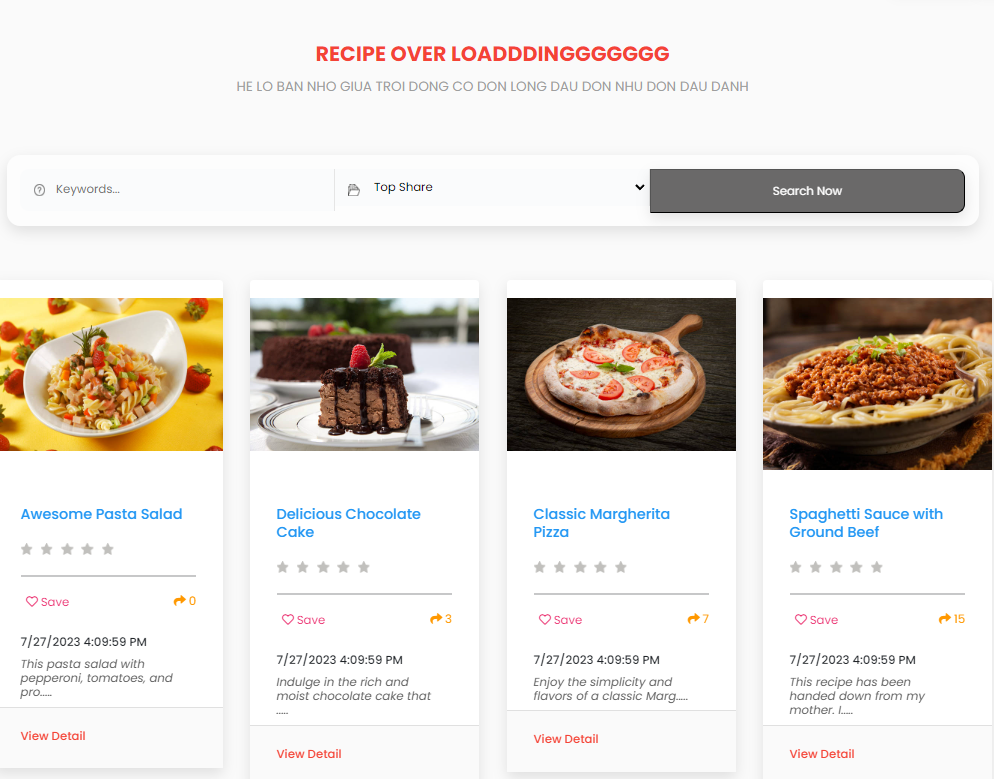 RECIPE OVER LOADDDINGGGGGGG
HE LO BAN NHO GIUA TROI DONG CO DON LONG DAU DON NHU DON DAU DANH
Keywords...
Top Share
Search Now
Awesome Pasta Salad
Save
0
7/27/2023 4:09:59 PM
This pasta salad with
pepperoni, tomatoes, and
pro.....
View Detail
Delicious Chocolate
Cake
Save
3
7/27/2023 4:09:59 PM
Indulge in the rich and
moist chocolate cake that
.....
View Detail
Classic Margherita
Pizza
Save
7
7/27/2023 4:09:59 PM
Enjoy the simplicity and
flavors of a classic Marg.....
View Detail
Spaghetti Sauce with
Ground Beef
Save
15
7/27/2023 4:09:59 PM
This recipe has been
handed down from my
mother. I.....
View Detail